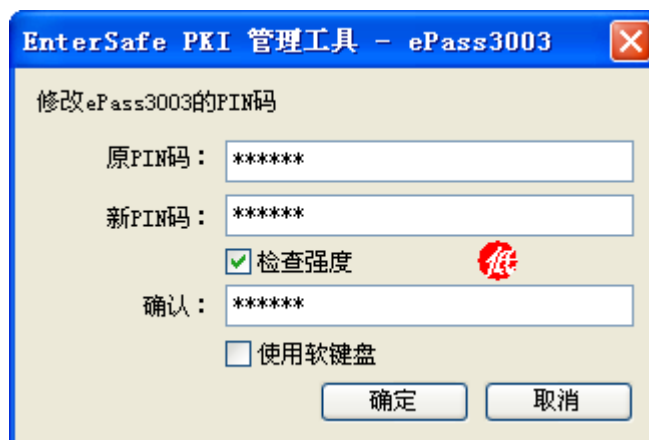 EnterSafe PKI 管理工具 - ePass3003
修改ePass3003的PIN码
原PIN码： ******
新PIN码： ******
检查强度 低
确认： ******
使用软键盘
确定 取消